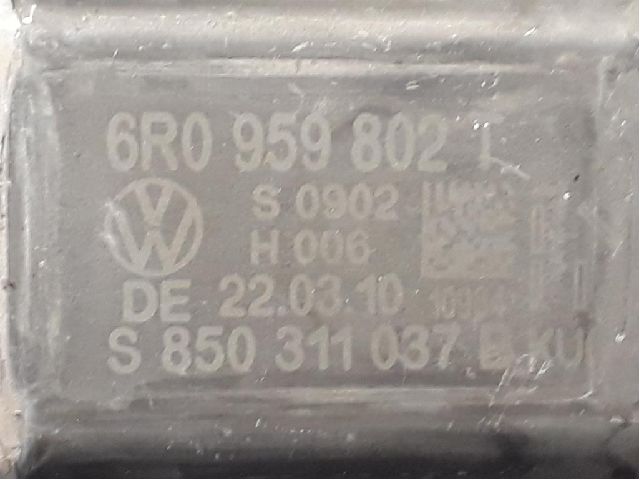 6R0 959 802
S 0902
H 006
DE 22.03.10
S 850 311 037